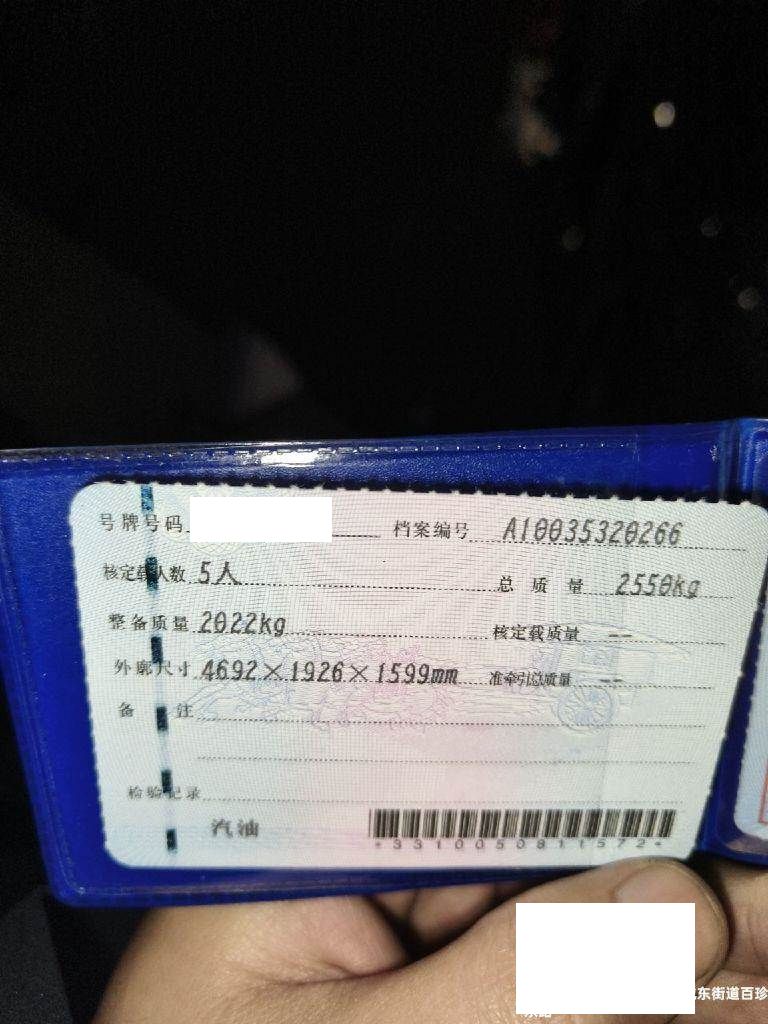 号牌号码 档案编号 A10035320266
核定载人数 5人 总质量 2550kg
整备质量 2022kg 核定载质量 --
外廓尺寸 4692×1926×1599mm 准牵引总质量 --
备注
检验记录
汽油
*3310050811572*
东街道百珍